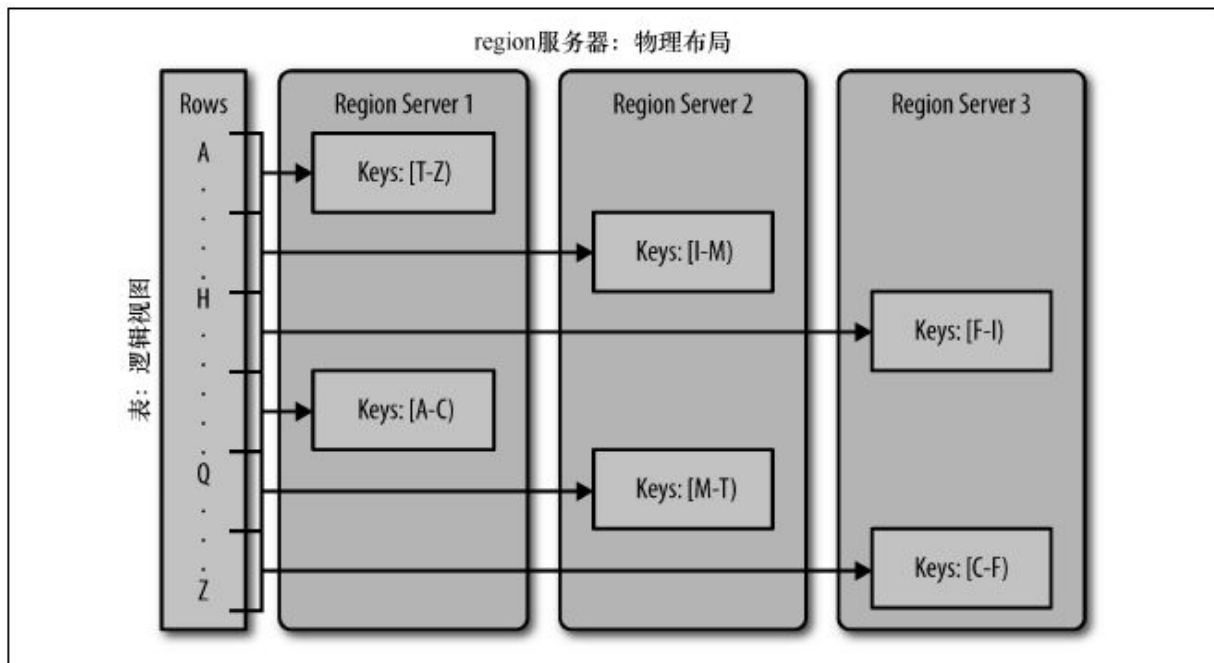 region服务器：物理布局
Rows
A
.
.
.
.
H
.
.
.
.
Q
.
.
.
Z
表：逻辑视图
Region Server 1
Keys: [T-Z)
Keys: [A-C)
Region Server 2
Keys: [I-M)
Keys: [M-T)
Region Server 3
Keys: [F-I)
Keys: [C-F)